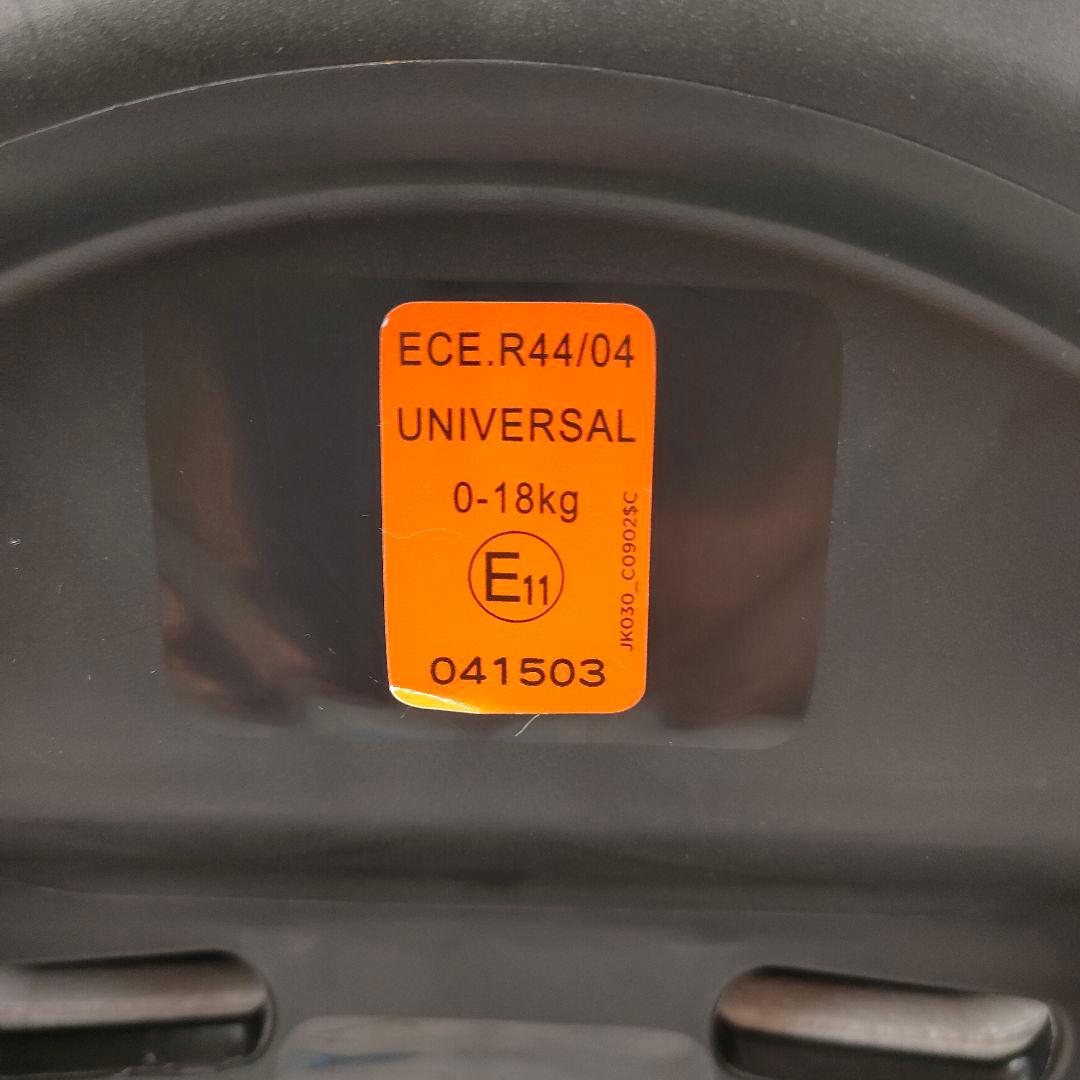 ECE.R44/04
UNIVERSAL
0-18kg
E11
041503
JK030_C0902$C